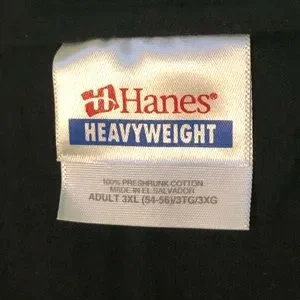 Hanes®
HEAVYWEIGHT
100% PRESHRUNK COTTON
MADE IN EL SALVADOR
ADULT 3XL (54-56)/3TG/3XG